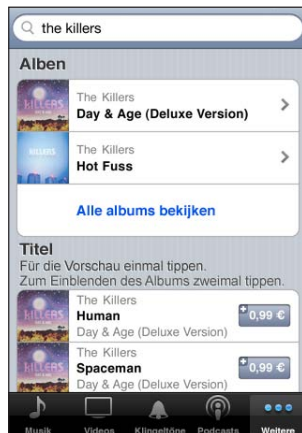 the killers
Alben
The Killers
Day & Age (Deluxe Version)
The Killers
Hot Fuss
Alle albums bekijken
Titel
Für die Vorschau einmal tippen.
Zum Einblenden des Albums zweimal tippen.
The Killers
Human
Day & Age (Deluxe Version)
0,99 €
The Killers
Spaceman
Day & Age (Deluxe Version)
0,99 €
Musik Videos Klingeltöne Podcasts Weitere